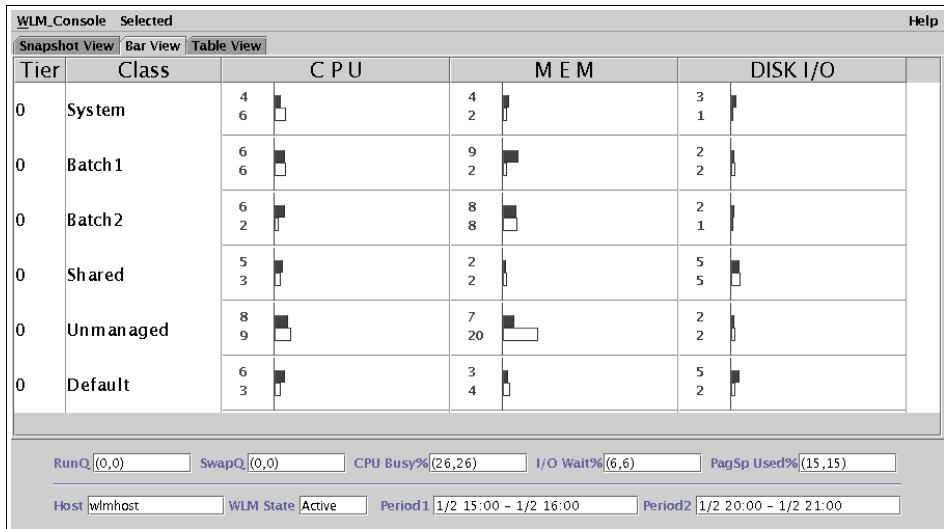 WLM_Console Selected Help
Snapshot View Bar View Table View
Tier Class CPU MEM DISK I/O
4 4 3
0 System
6 2 1
6 9 2
0 Batch1
6 2 2
6 8 2
0 Batch2
2 8 1
5 2 5
0 Shared
3 2 5
8 7 2
0 Unmanaged
9 20 2
6 3 5
0 Default
3 4 2
RunQ (0,0) SwapQ (0,0) CPU Busy% (26,26) I/O Wait% (6,6) PagSp Used% (15,15)
Host wlmhost WLM State Active Period1 1/2 15:00 - 1/2 16:00 Period2 1/2 20:00 - 1/2 21:00